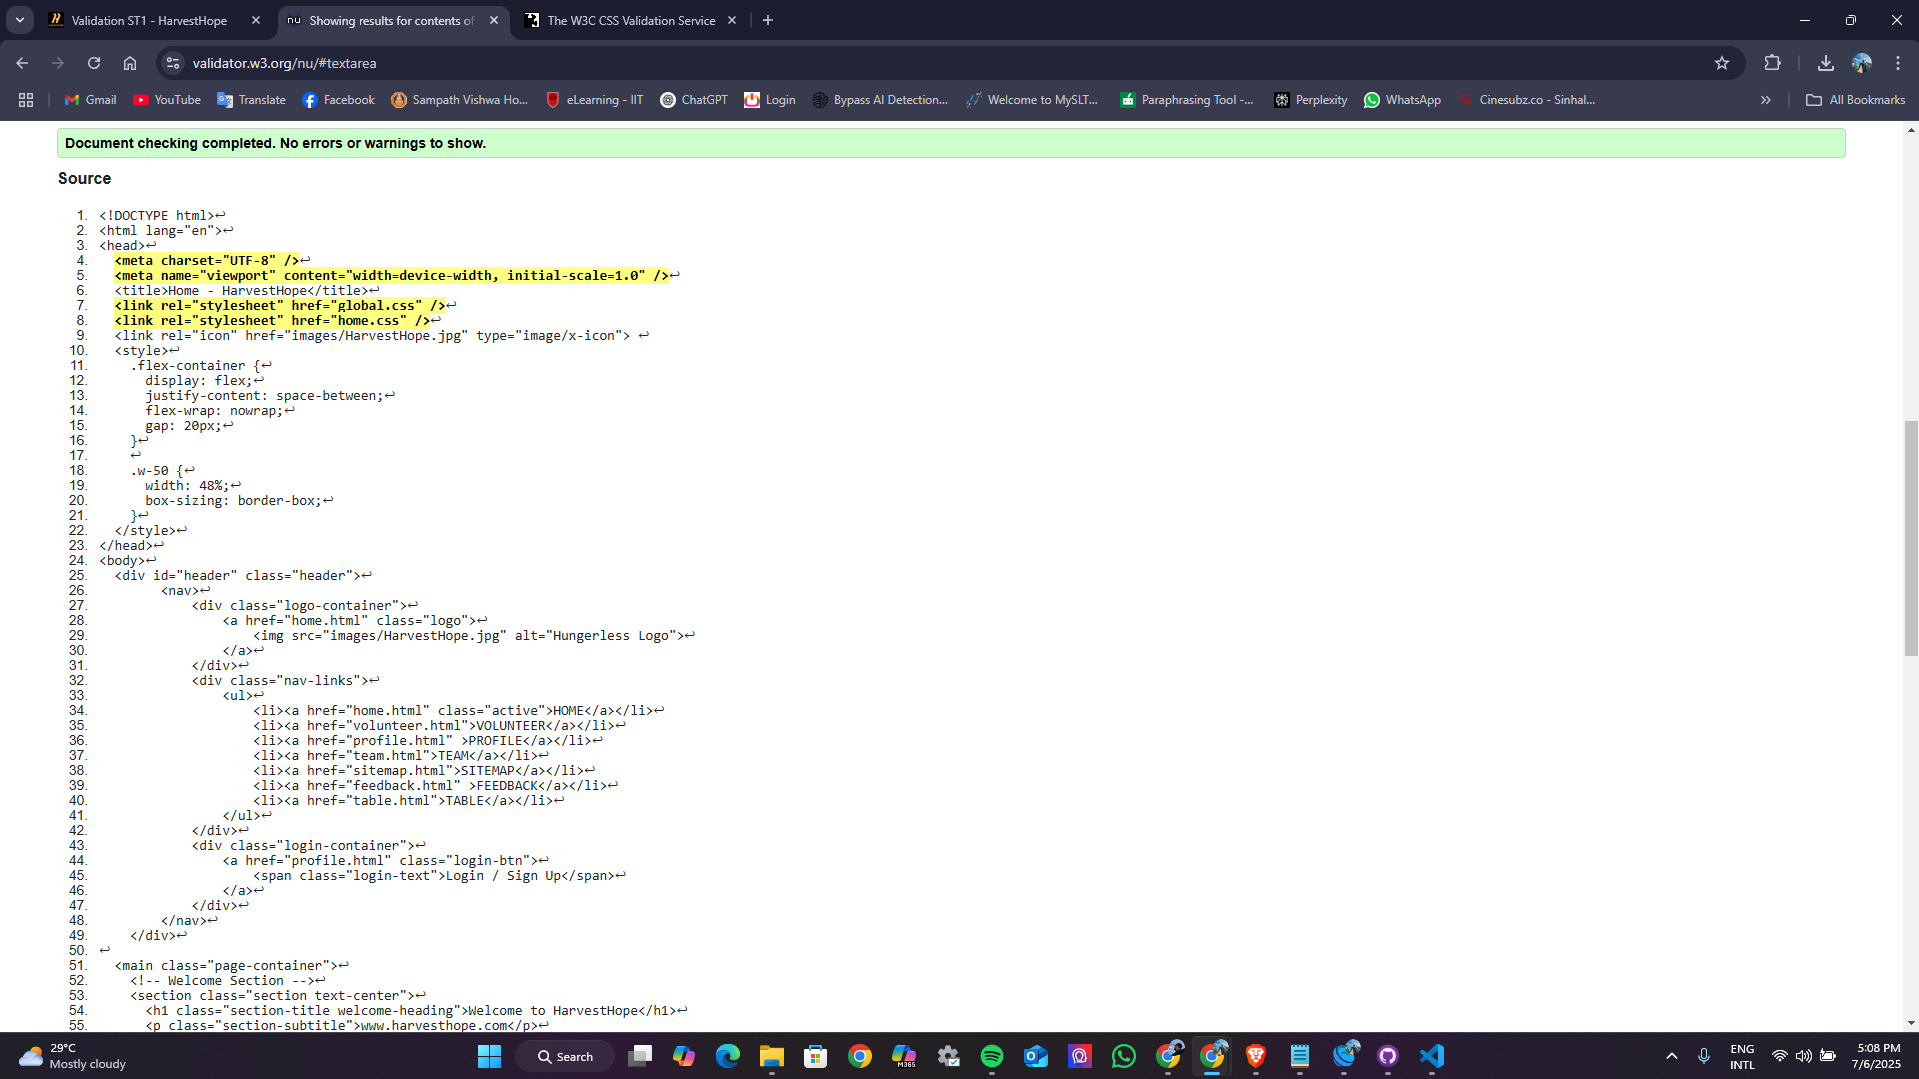 Validation ST1 - HarvestHope
nu Showing results for contents of
The W3C CSS Validation Service
validator.w3.org/nu/#textarea
Gmail YouTube Translate Facebook Sampath Vishwa Ho... eLearning - IIT ChatGPT Login Bypass AI Detection... Welcome to MySLT... Paraphrasing Tool -... Perplexity WhatsApp Cinesubz.co - Sinhal... » All Bookmarks
Document checking completed. No errors or warnings to show.
Source
1. <!DOCTYPE html>↩
2. <html lang="en">↩
3. <head>↩
4. <meta charset="UTF-8" />↩
5. <meta name="viewport" content="width=device-width, initial-scale=1.0" />↩
6. <title>Home - HarvestHope</title>↩
7. <link rel="stylesheet" href="global.css" />↩
8. <link rel="stylesheet" href="home.css" />↩
9. <link rel="icon" href="images/HarvestHope.jpg" type="image/x-icon"> ↩
10. <style>↩
11. .flex-container {↩
12. display: flex;↩
13. justify-content: space-between;↩
14. flex-wrap: nowrap;↩
15. gap: 20px;↩
16. }↩
17. ↩
18. .w-50 {↩
19. width: 48%;↩
20. box-sizing: border-box;↩
21. }↩
22. </style>↩
23. </head>↩
24. <body>↩
25. <div id="header" class="header">↩
26. <nav>↩
27. <div class="logo-container">↩
28. <a href="home.html" class="logo">↩
29. <img src="images/HarvestHope.jpg" alt="Hungerless Logo">↩
30. </a>↩
31. </div>↩
32. <div class="nav-links">↩
33. <ul>↩
34. <li><a href="home.html" class="active">HOME</a></li>↩
35. <li><a href="volunteer.html">VOLUNTEER</a></li>↩
36. <li><a href="profile.html" >PROFILE</a></li>↩
37. <li><a href="team.html">TEAM</a></li>↩
38. <li><a href="sitemap.html">SITEMAP</a></li>↩
39. <li><a href="feedback.html" >FEEDBACK</a></li>↩
40. <li><a href="table.html">TABLE</a></li>↩
41. </ul>↩
42. </div>↩
43. <div class="login-container">↩
44. <a href="profile.html" class="login-btn">↩
45. <span class="login-text">Login / Sign Up</span>↩
46. </a>↩
47. </div>↩
48. </nav>↩
49. </div>↩
50. ↩
51. <main class="page-container">↩
52. <!-- Welcome Section -->↩
53. <section class="section text-center">↩
54. <h1 class="section-title welcome-heading">Welcome to HarvestHope</h1>↩
55. <p class="section-subtitle">www.harvesthope.com</p>↩
29°C
Mostly cloudy
Search
M365
ENG
INTL
5:08 PM
7/6/2025